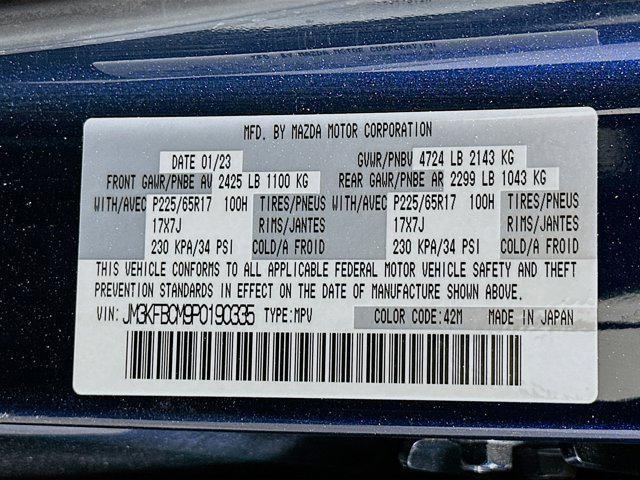 MFD. BY MAZDA MOTOR CORPORATION
DATE 01/23 GVWR/PNBV 4724 LB 2143 KG
FRONT GAWR/PNBE AV 2425 LB 1100 KG REAR GAWR/PNBE AR 2299 LB 1043 KG
WITH/AVEC P225/65R17 100H TIRES/PNEUS WITH/AVEC P225/65R17 100H TIRES/PNEUS
17X7J RIMS/JANTES 17X7J RIMS/JANTES
230 KPA/34 PSI COLD/A FROID 230 KPA/34 PSI COLD/A FROID
THIS VEHICLE CONFORMS TO ALL APPLICABLE FEDERAL MOTOR VEHICLE SAFETY AND THEFT
PREVENTION STANDARDS IN EFFECT ON THE DATE OF MANUFACTURE SHOWN ABOVE.
VIN: JM3KFBCM9P0190335 TYPE:MPV COLOR CODE:42M MADE IN JAPAN